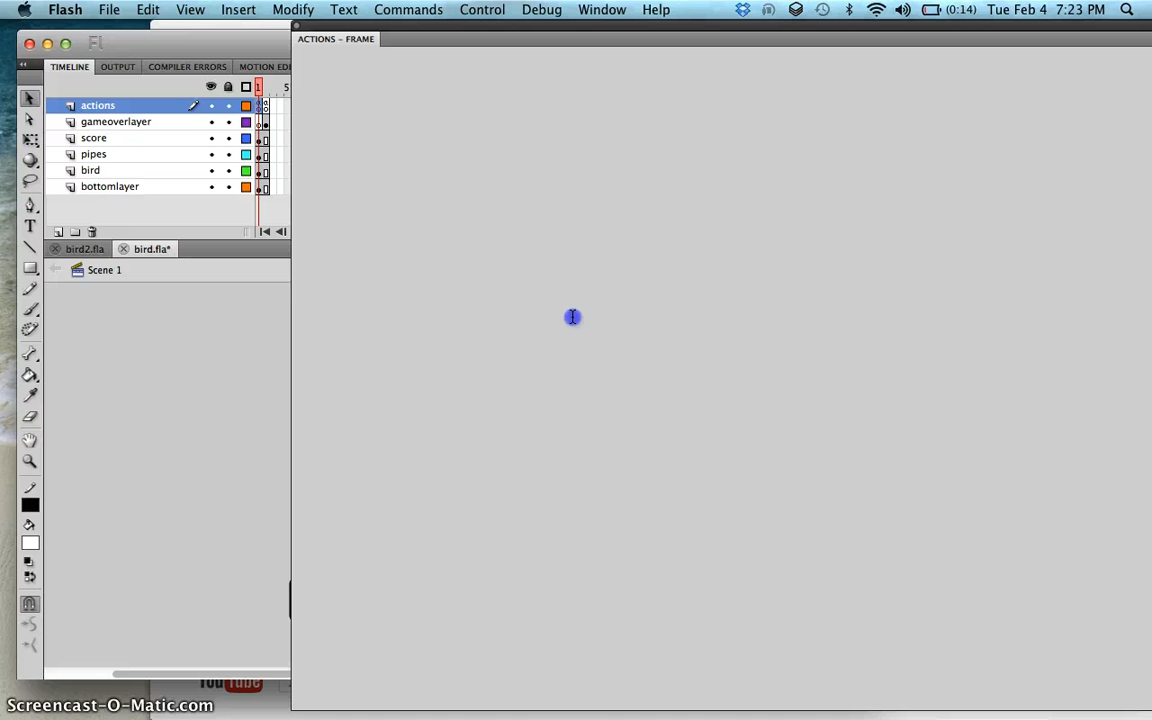 Flash File Edit View Insert Modify Text Commands Control Debug Window Help (0:14) Tue Feb 4 7:23 PM
ACTIONS – FRAME
Fl
TIMELINE OUTPUT COMPILER ERRORS MOTION EDI
1 5
actions
gameoverlayer
score
pipes
bird
bottomlayer
bird2.fla bird.fla*
Scene 1
YouTube
Screencast-O-Matic.com